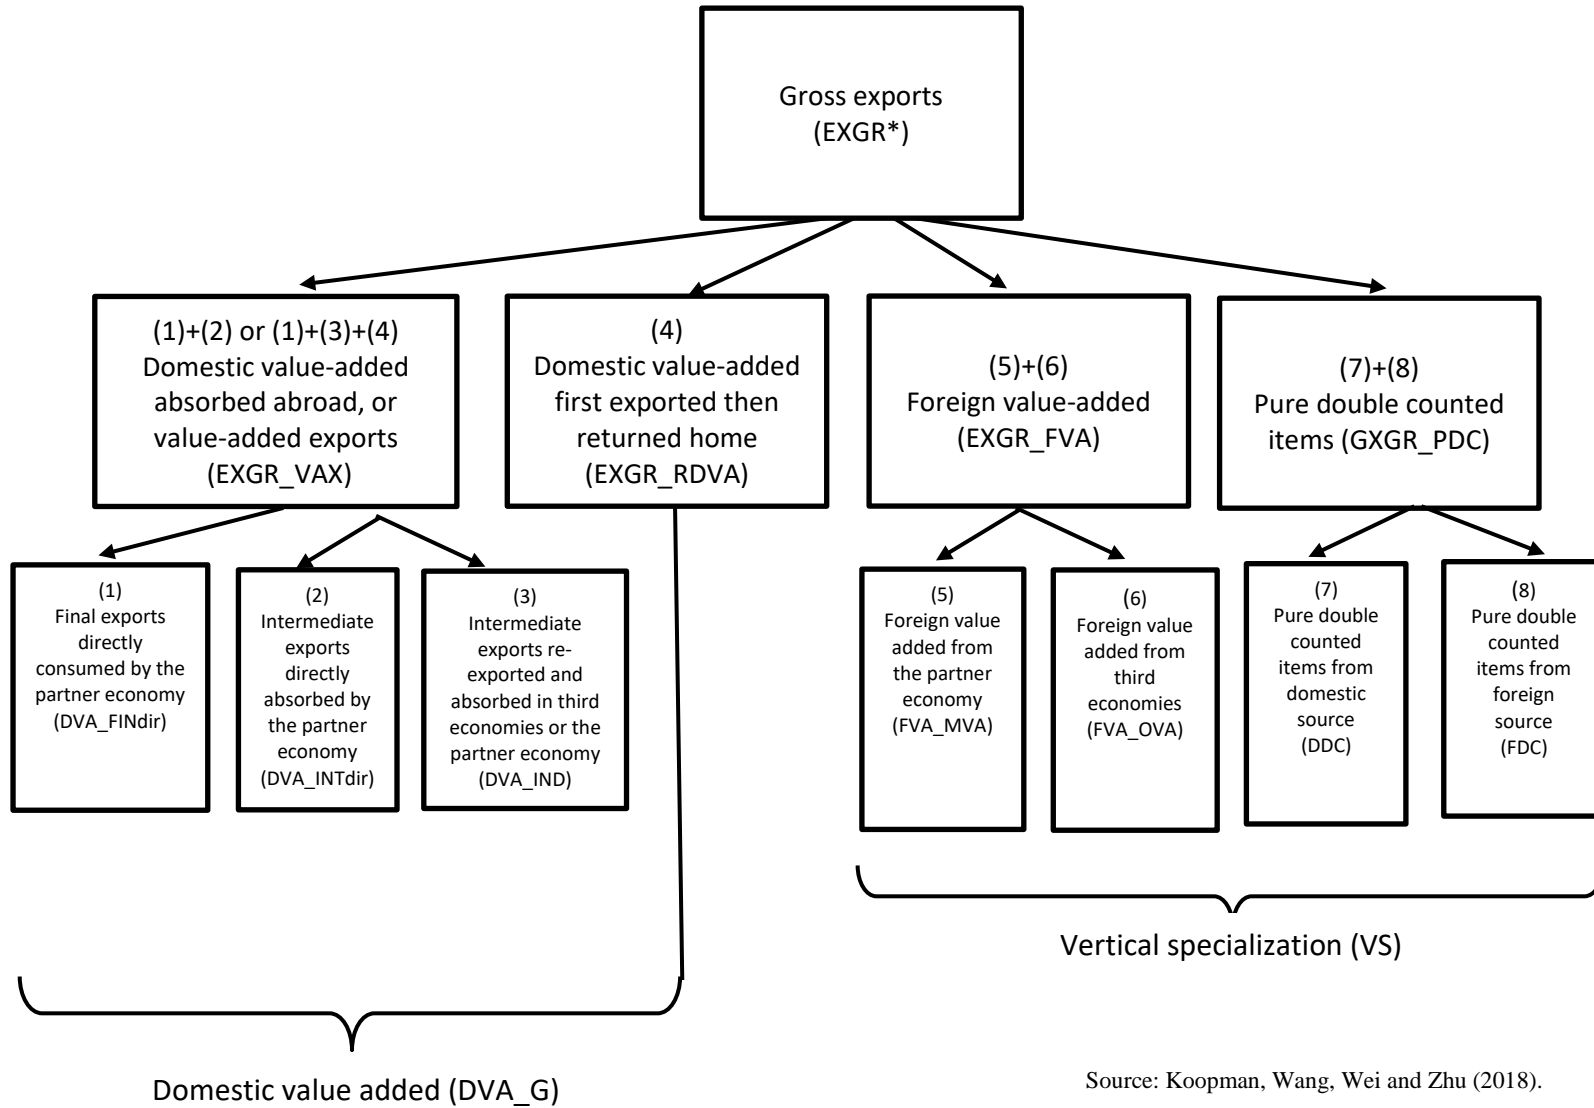 Gross exports
(EXGR*)
(1)+(2) or (1)+(3)+(4)
Domestic value-added
absorbed abroad, or
value-added exports
(EXGR_VAX)
(4)
Domestic value-added
first exported then
returned home
(EXGR_RDVA)
(5)+(6)
Foreign value-added
(EXGR_FVA)
(7)+(8)
Pure double counted
items (GXGR_PDC)
(1)
Final exports
directly
consumed by the
partner economy
(DVA_FINdir)
(2)
Intermediate
exports
directly
absorbed by
the partner
economy
(DVA_INTdir)
(3)
Intermediate
exports re-
exported and
absorbed in third
economies or the
partner economy
(DVA_IND)
(5)
Foreign value
added from
the partner
economy
(FVA_MVA)
(6)
Foreign value
added from
third
economies
(FVA_OVA)
(7)
Pure double
counted
items from
domestic
source
(DDC)
(8)
Pure double
counted
items from
foreign
source
(FDC)
Vertical specialization (VS)
Domestic value added (DVA_G)
Source: Koopman, Wang, Wei and Zhu (2018).